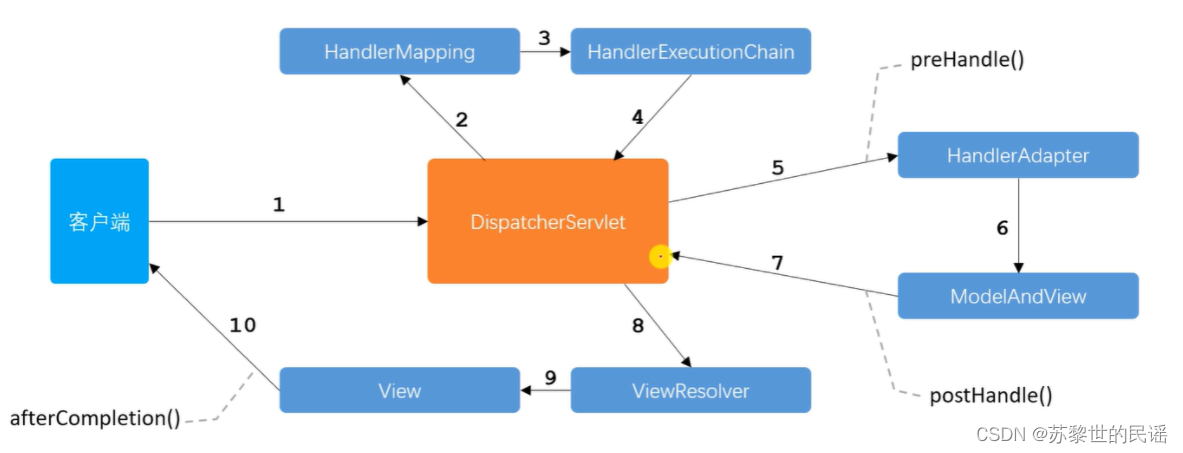 HandlerMapping
3
HandlerExecutionChain
preHandle()
2
4
HandlerAdapter
5
客户端
1
DispatcherServlet
6
7
ModelAndView
8
10
View
9
ViewResolver
postHandle()
afterCompletion()
CSDN @苏黎世的民谣